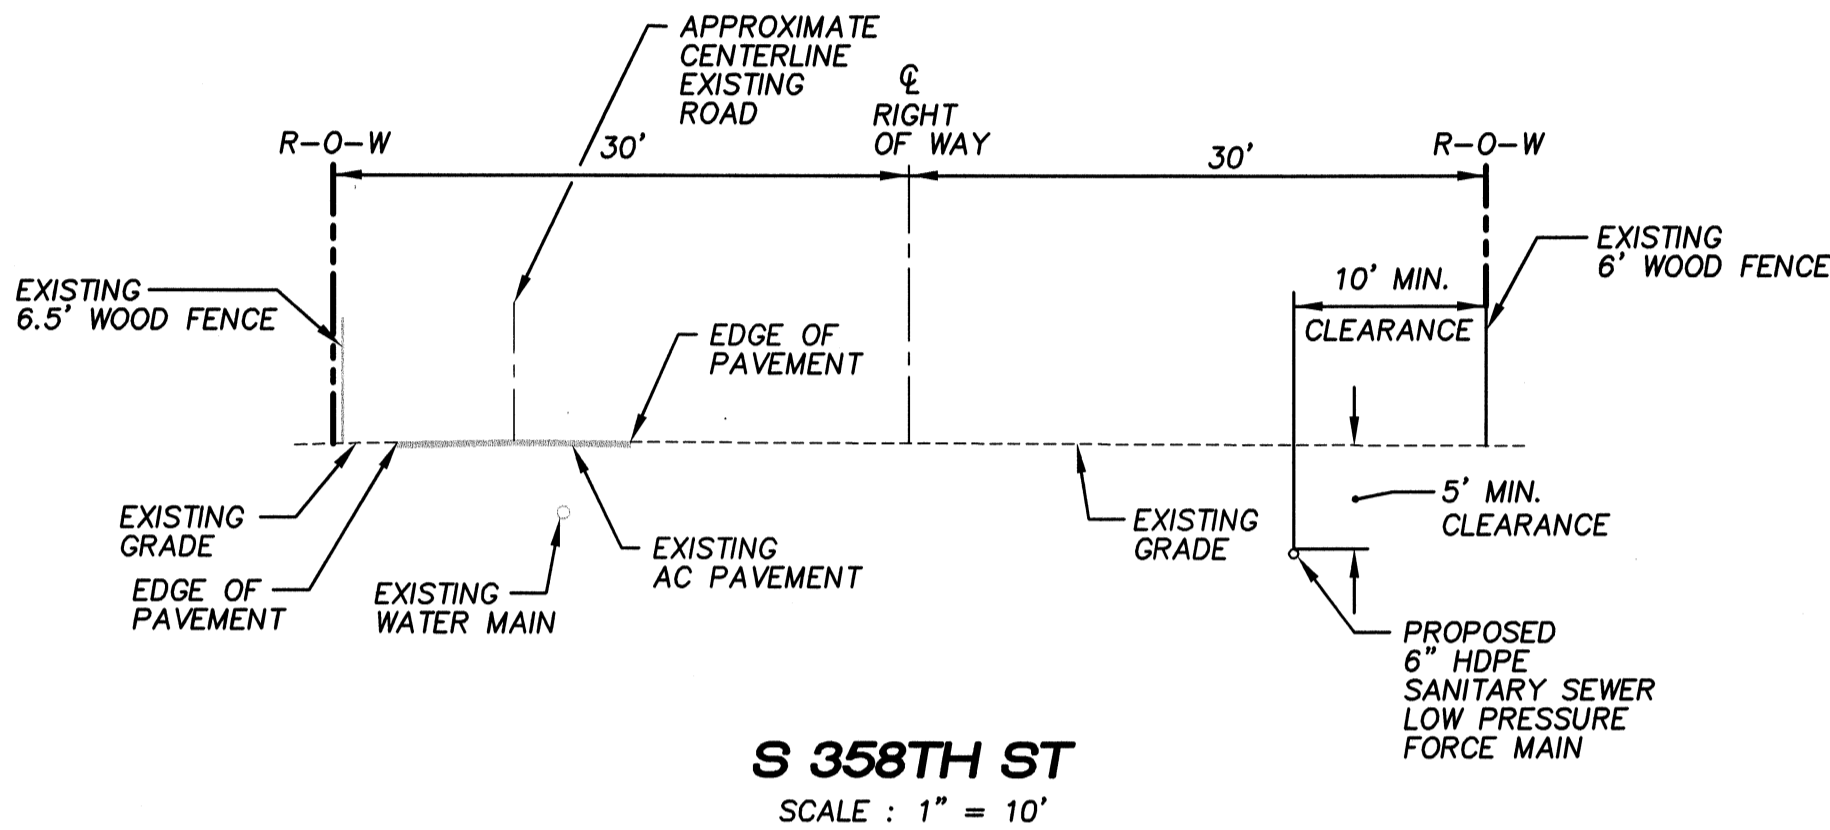 APPROXIMATE
CENTERLINE
EXISTING
ROAD
℄
RIGHT
OF WAY
R-O-W
30'
30'
R-O-W
EXISTING
6.5' WOOD FENCE
EDGE OF
PAVEMENT
10' MIN.
CLEARANCE
EXISTING
6' WOOD FENCE
EXISTING
GRADE
EDGE OF
PAVEMENT
EXISTING
WATER MAIN
EXISTING
AC PAVEMENT
EXISTING
GRADE
5' MIN.
CLEARANCE
PROPOSED
6" HDPE
SANITARY SEWER
LOW PRESSURE
FORCE MAIN
S 358TH ST
SCALE : 1" = 10'